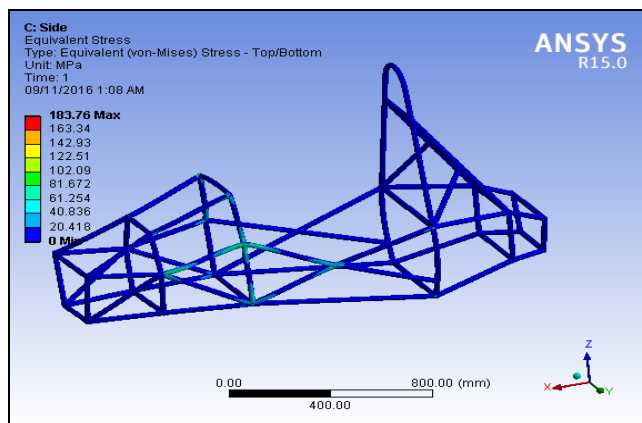 C: Side
Equivalent Stress
Type: Equivalent (von-Mises) Stress - Top/Bottom
Unit: MPa
Time: 1
09/11/2016 1:08 AM
ANSYS
R15.0
183.76 Max
163.34
142.93
122.51
102.09
81.672
61.254
40.836
20.418
0 Min
0.00
800.00 (mm)
400.00
Z
X
Y